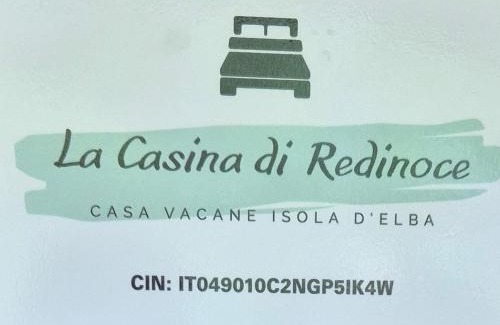 La Casina di Redinoce
CASA VACANE ISOLA D'ELBA
CIN: IT049010C2NGP5IK4W